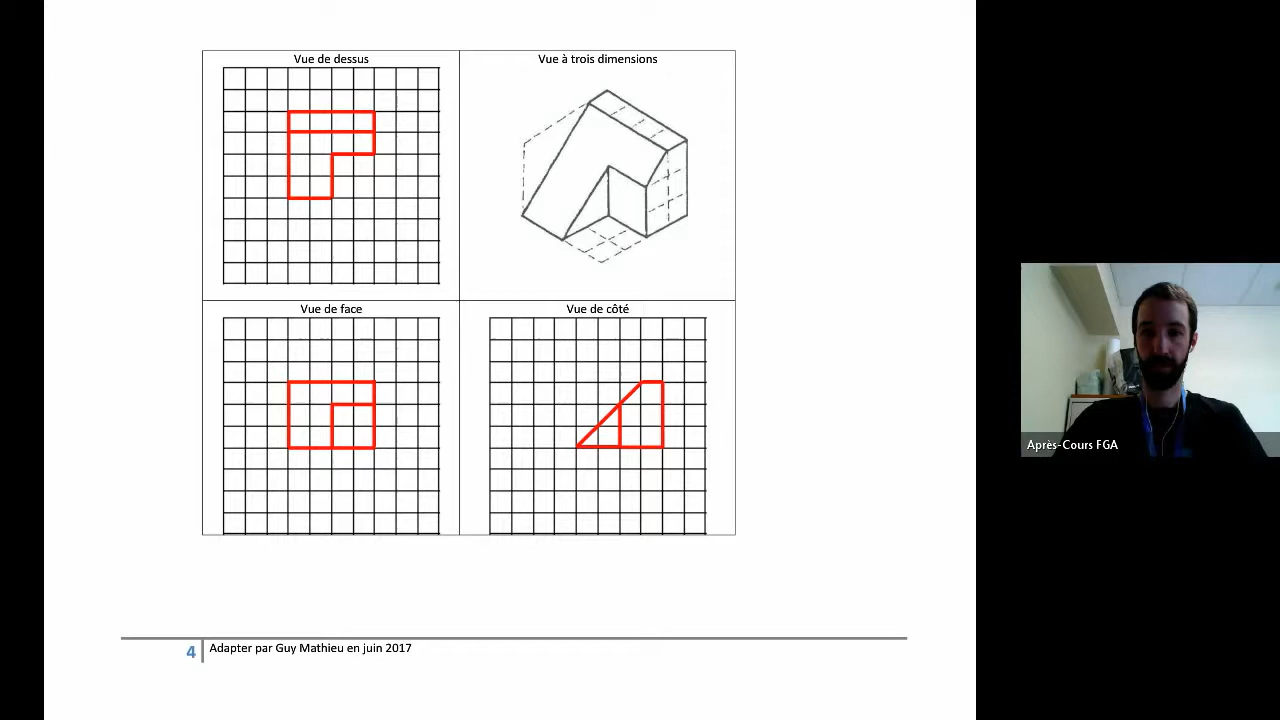 Vue de dessus
Vue à trois dimensions
Vue de face
Vue de côté
Après-Cours FGA
4
Adapter par Guy Mathieu en juin 2017